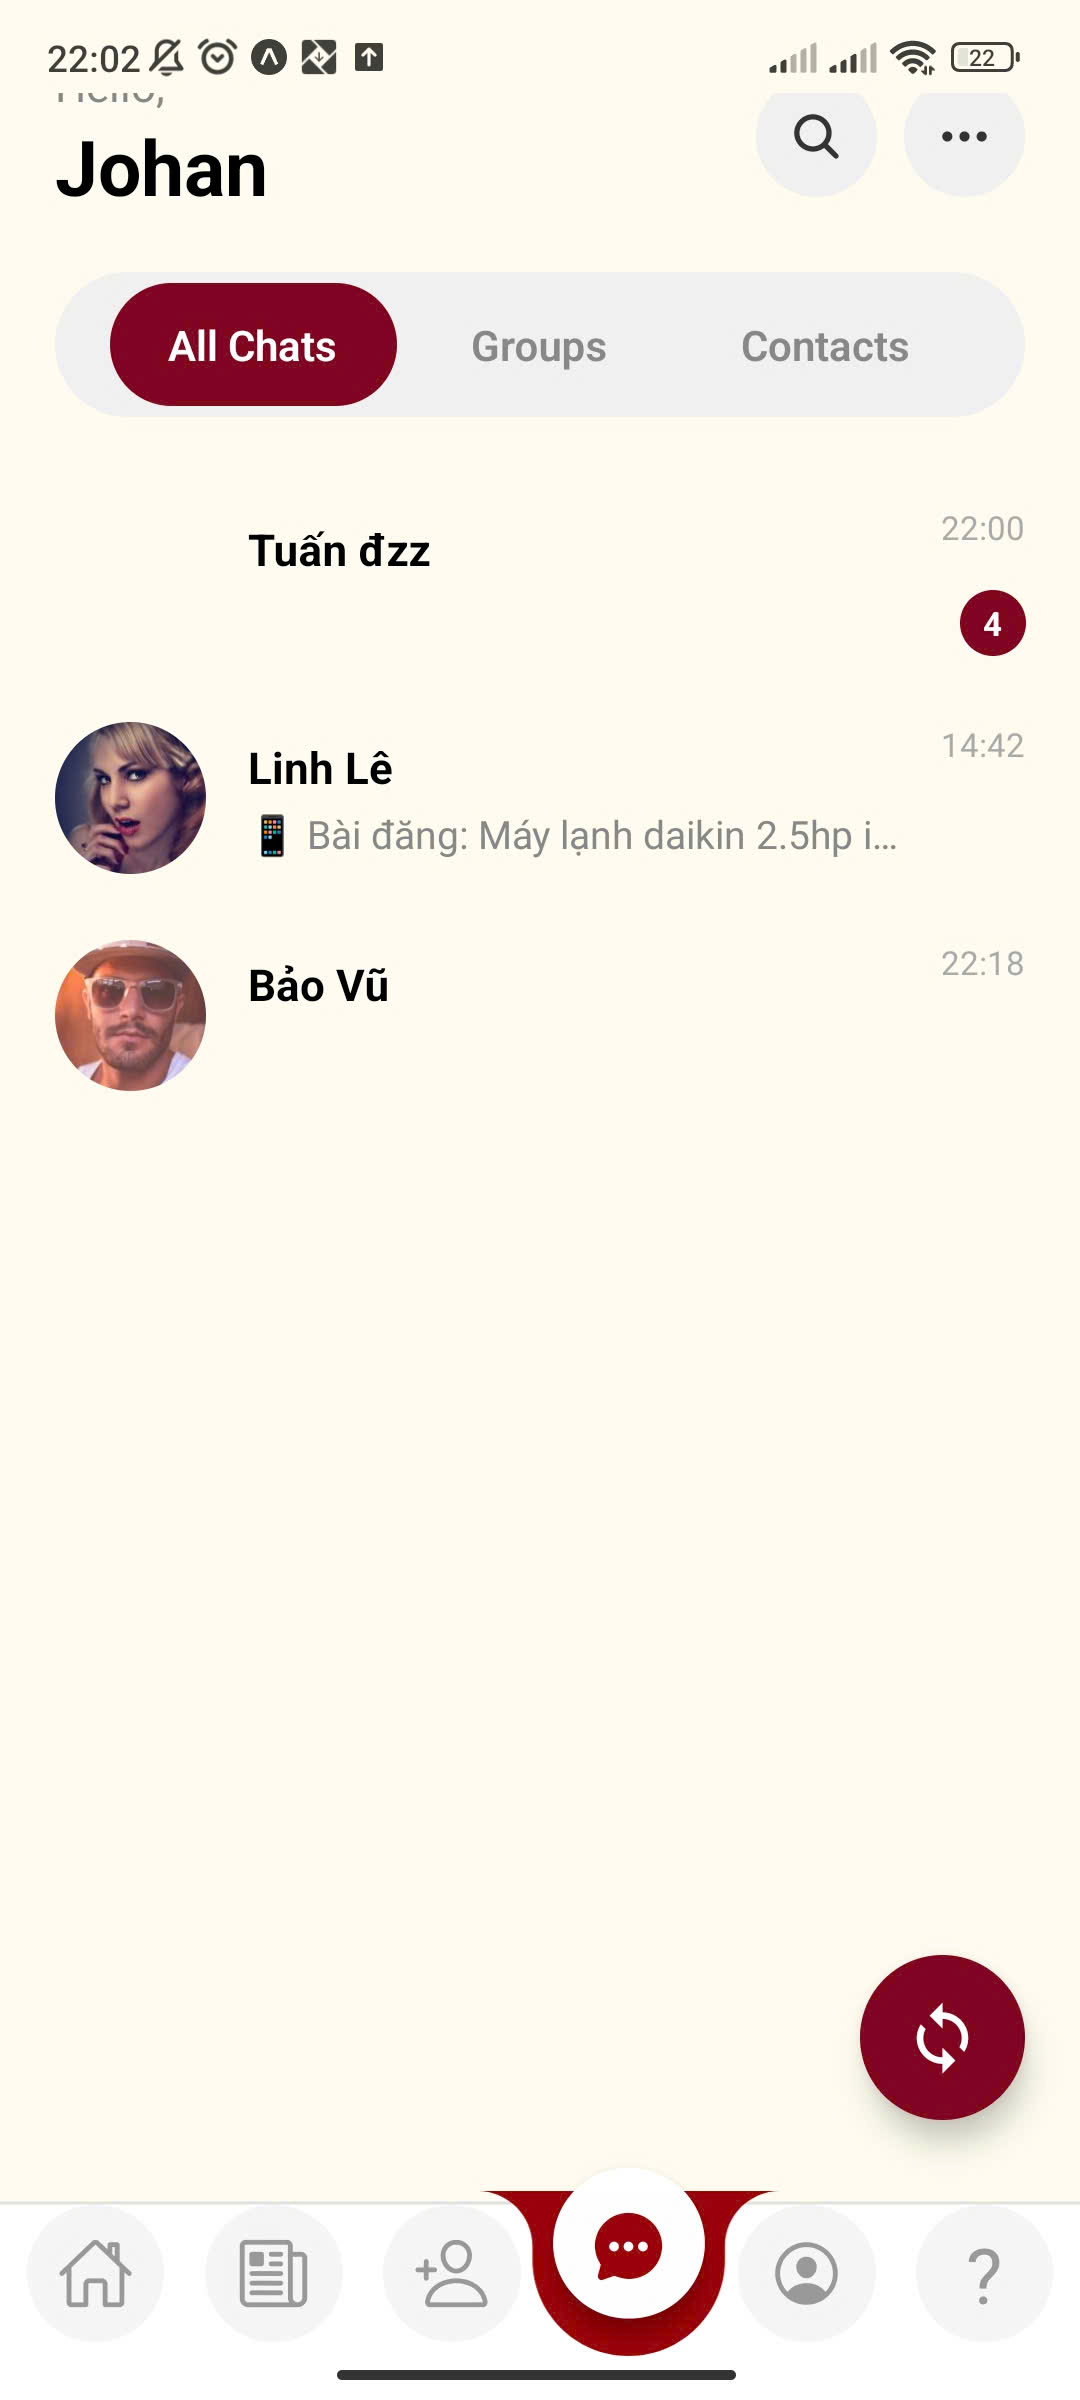 22:02
22
Hello,
Johan
All Chats
Groups
Contacts
Tuấn đzz
22:00
4
Linh Lê
14:42
📱 Bài đăng: Máy lạnh daikin 2.5hp i...
Bảo Vũ
22:18